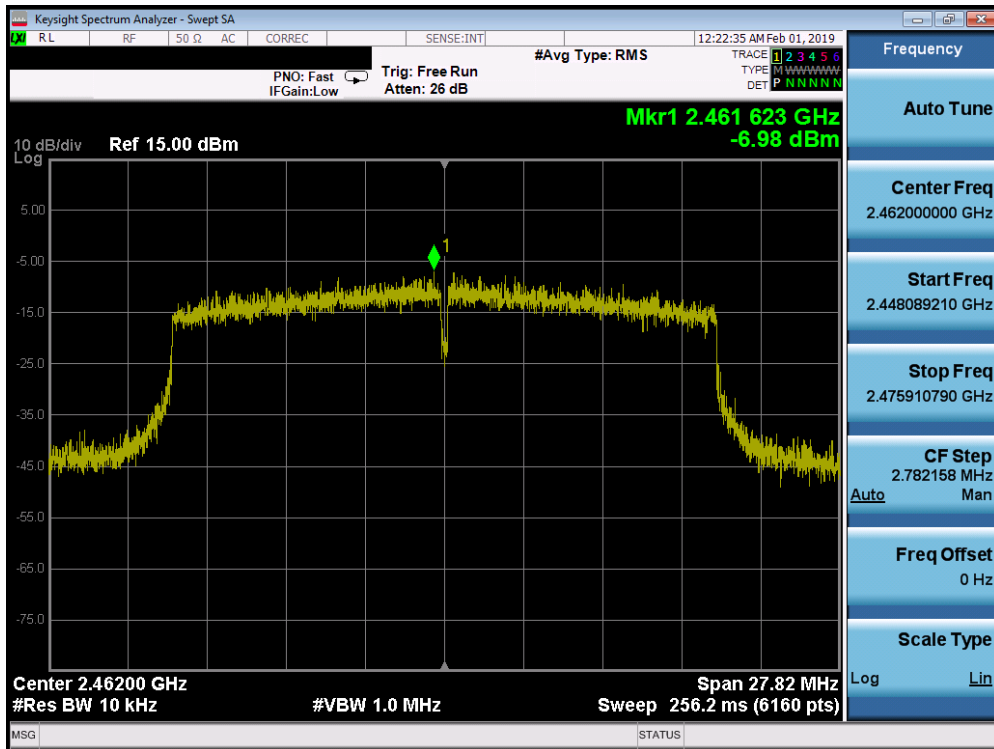 Keysight Spectrum Analyzer - Swept SA
LXI RL RF 50 Ω AC CORREC SENSE:INT 12:22:35 AM Feb 01, 2019
#Avg Type: RMS TRACE 1 2 3 4 5 6
PNO: Fast Trig: Free Run TYPE M W W W W W
IFGain:Low Atten: 26 dB DET P N N N N N
Mkr1 2.461 623 GHz
-6.98 dBm
10 dB/div Ref 15.00 dBm
Log
1
5.00
-5.00
-15.0
-25.0
-35.0
-45.0
-55.0
-65.0
-75.0
Center 2.46200 GHz Span 27.82 MHz
#Res BW 10 kHz #VBW 1.0 MHz Sweep 256.2 ms (6160 pts)
MSG STATUS
Frequency
Auto Tune
Center Freq
2.462000000 GHz
Start Freq
2.448089210 GHz
Stop Freq
2.475910790 GHz
CF Step
2.782158 MHz
Auto Man
Freq Offset
0 Hz
Scale Type
Log Lin